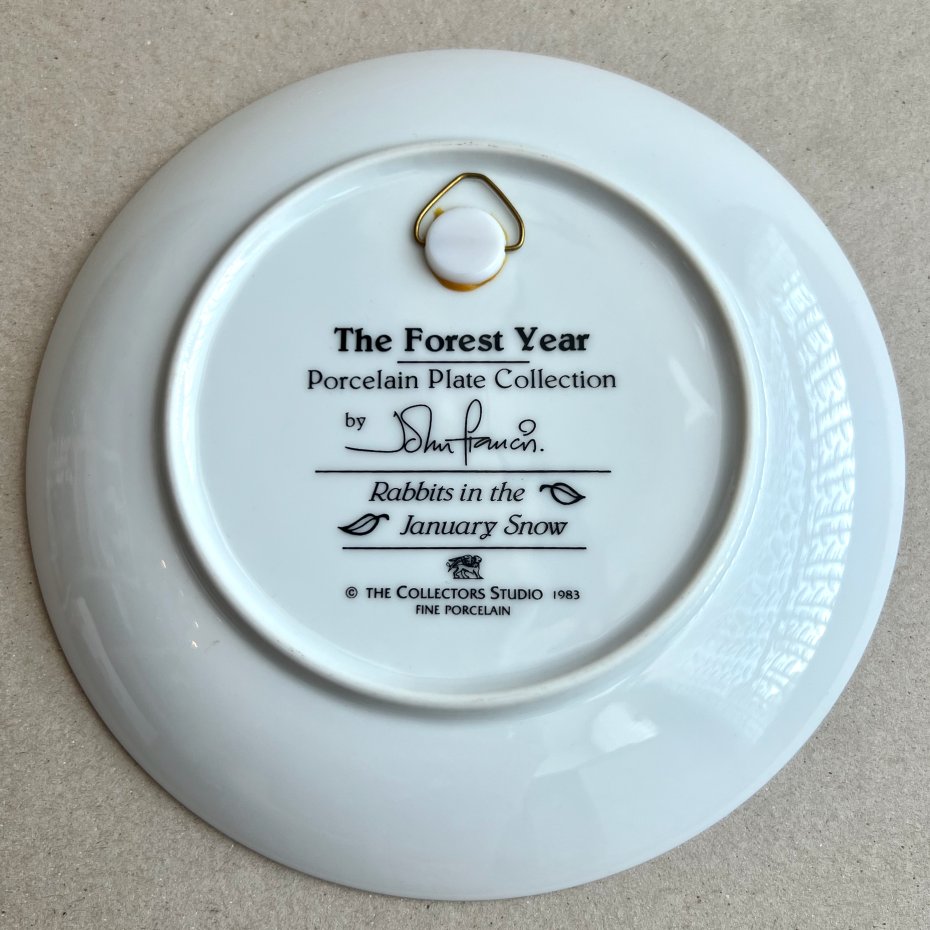 The Forest Year
Porcelain Plate Collection
by John Francis.
Rabbits in the
January Snow
© THE COLLECTORS STUDIO 1983
FINE PORCELAIN